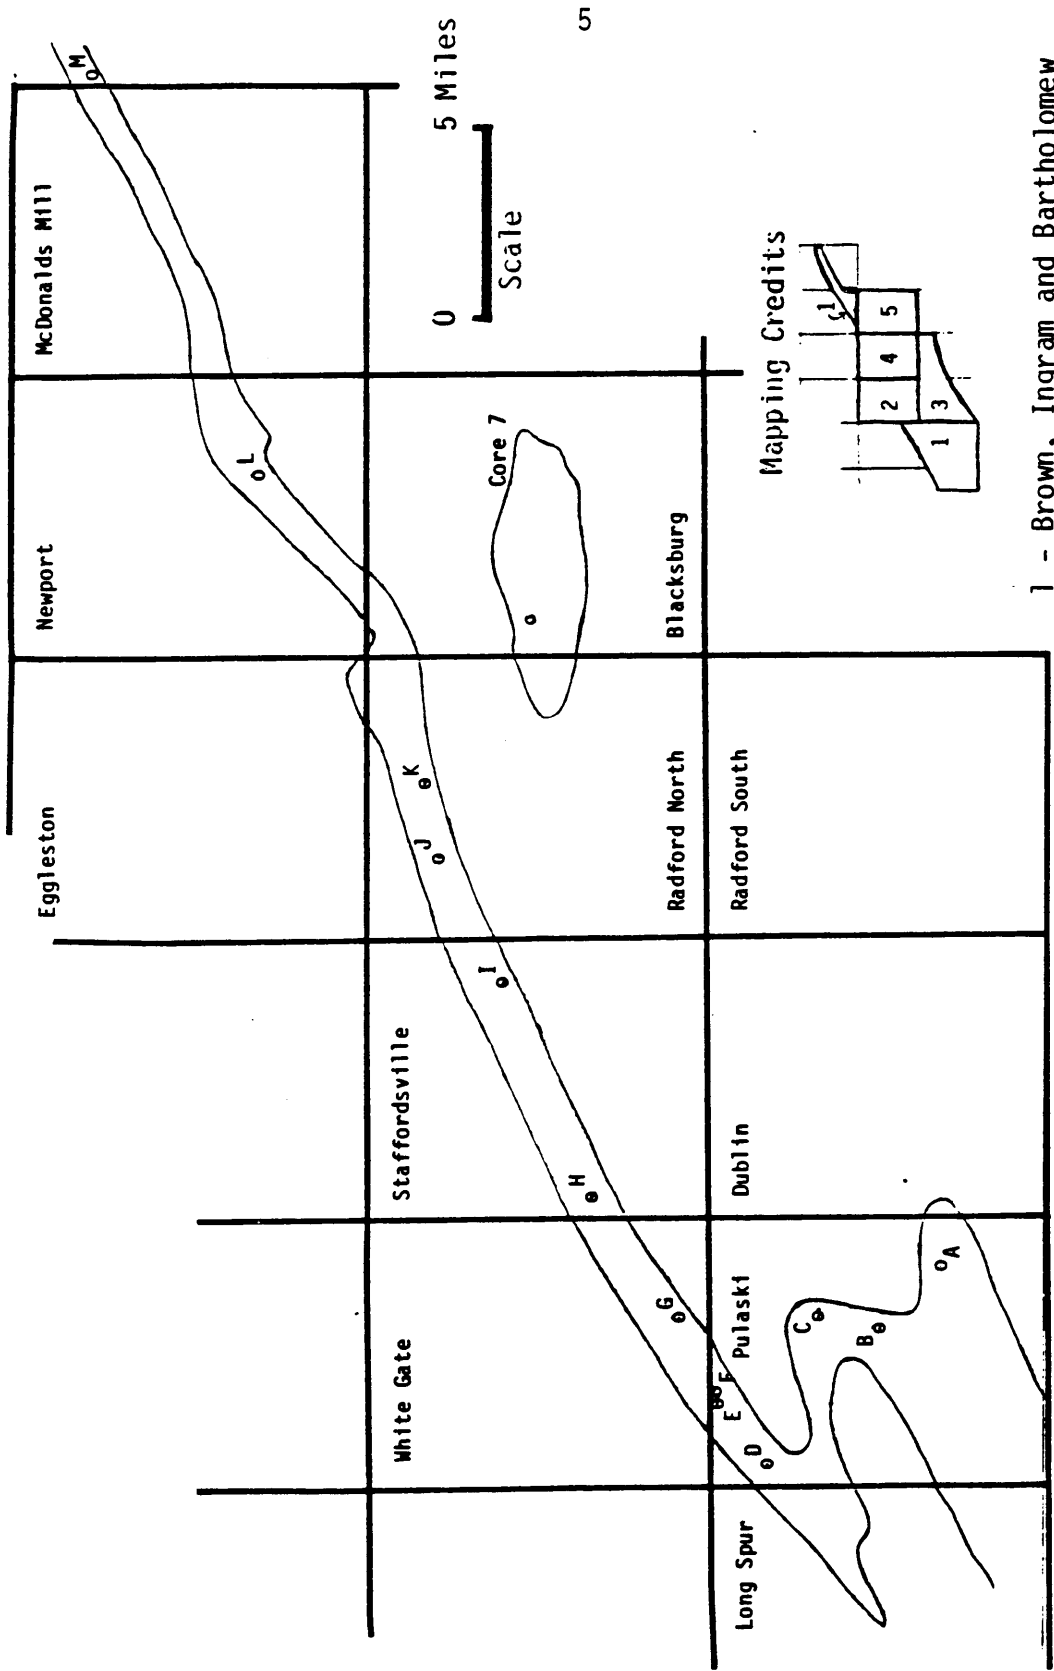 5
McDonalds Mill
Newport
Eggleston
M
L
5 Miles
0
Scale
Core 7
Blacksburg
Staffordsville
K
J
I
H
Radford North
Radford South
White Gate
G
Dublin
Pulaski
F
E
D
C
B
A
Long Spur
Mapping Credits
1
2
4
5
1
3
1 - Brown, Ingram and Bartholomew